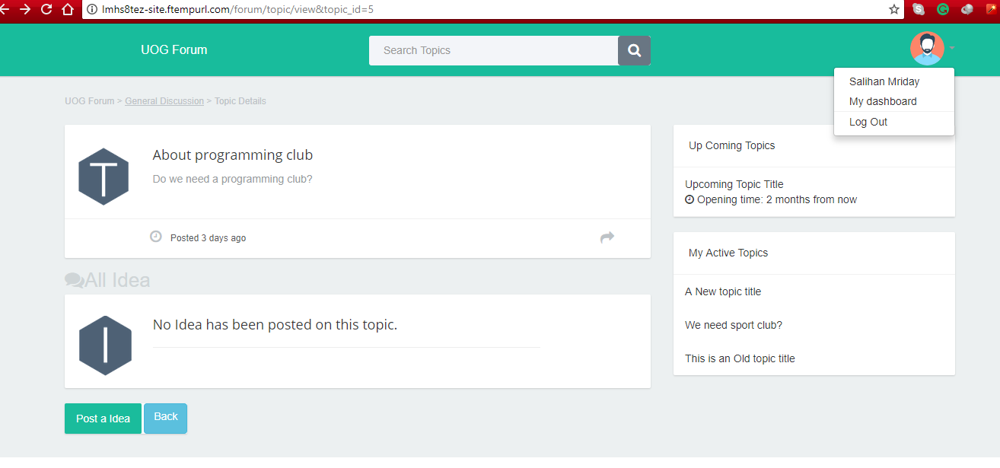 lmhs8tez-site.ftempurl.com/forum/topic/view&topic_id=5
UOG Forum
Search Topics
Salihan Mriday
My dashboard
Log Out
UOG Forum > General Discussion > Topic Details
T
About programming club
Do we need a programming club?
Posted 3 days ago
All Idea
I
No Idea has been posted on this topic.
Post a Idea
Back
Up Coming Topics
Upcoming Topic Title
Opening time: 2 months from now
My Active Topics
A New topic title
We need sport club?
This is an Old topic title